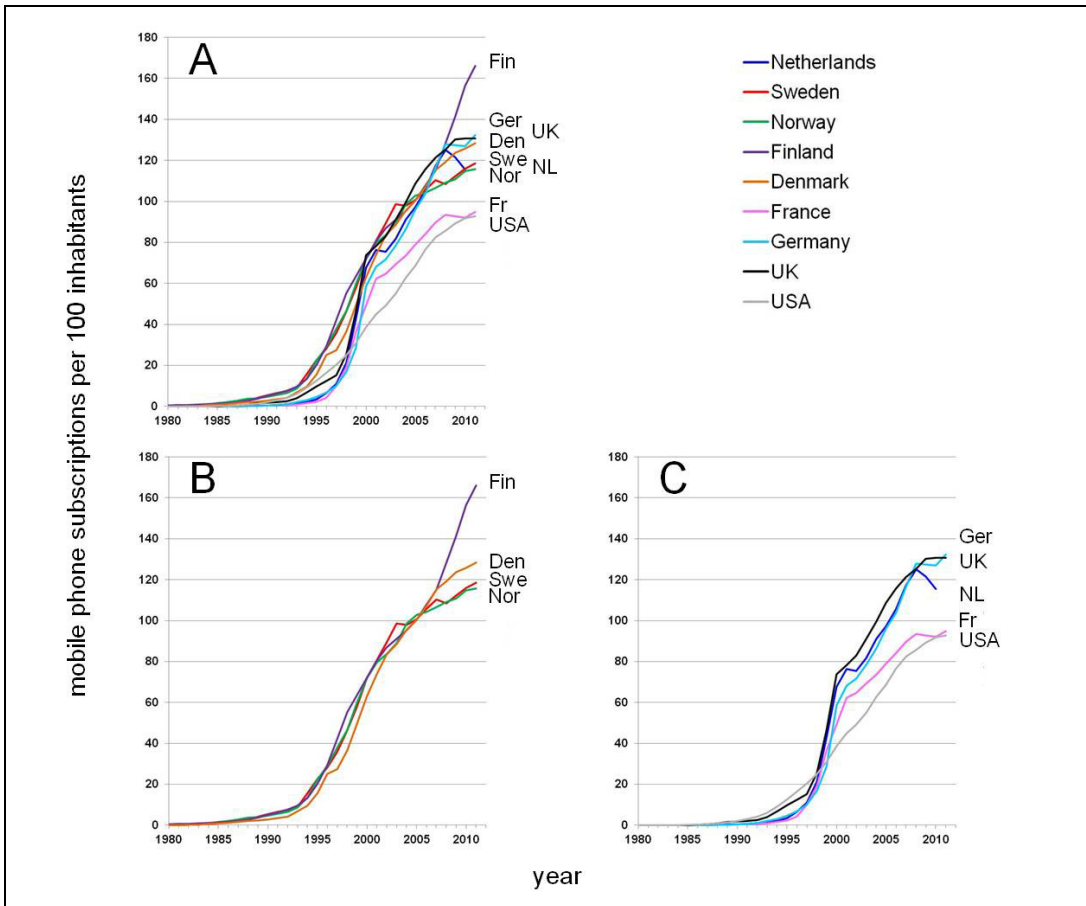 A
180
160
140
120
100
80
60
40
20
0
1980 1985 1990 1995 2000 2005 2010
Fin
Ger
UK
Den
Swe
NL
Nor
Fr
USA
Netherlands
Sweden
Norway
Finland
Denmark
France
Germany
UK
USA
mobile phone subscriptions per 100 inhabitants
B
180
160
140
120
100
80
60
40
20
0
1980 1985 1990 1995 2000 2005 2010
Fin
Den
Swe
Nor
C
180
160
140
120
100
80
60
40
20
0
1980 1985 1990 1995 2000 2005 2010
Ger
UK
NL
Fr
USA
year